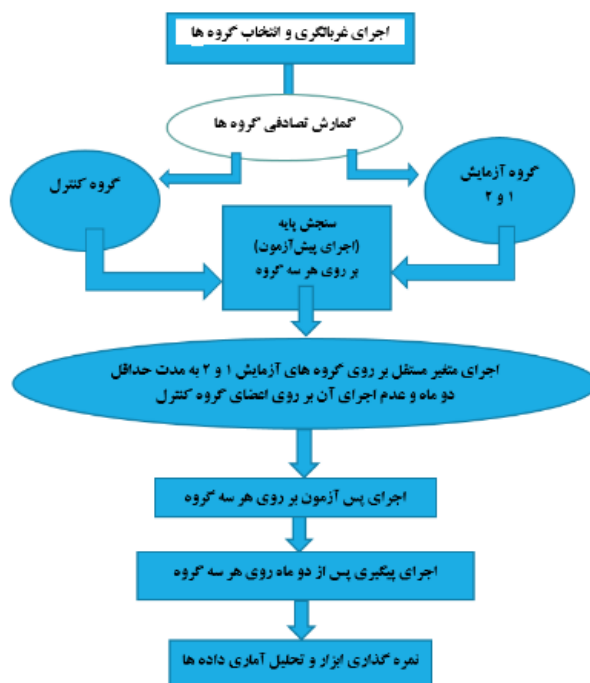 اجرای غربالگری و انتخاب گروه ها
گمارش تصادفی گروه ها
گروه آزمایش
۱ و ۲
گروه کنترل
سنجش پایه
(اجرای پیش‌آزمون)
بر روی هر سه گروه
اجرای متغیر مستقل بر روی گروه های آزمایش ۱ و ۲ به مدت حداقل
دو ماه و عدم اجرای آن بر روی اعضای گروه کنترل
اجرای پس آزمون بر روی هر سه گروه
اجرای پیگیری پس از دو ماه روی هر سه گروه
نمره گذاری ابزار و تحلیل آماری داده ها